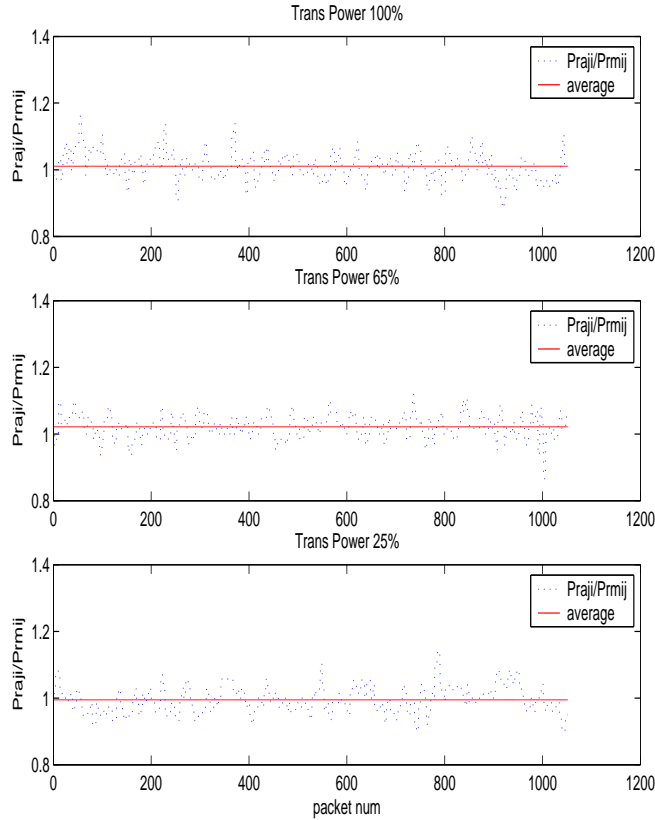 Trans Power 100%
1.4
1.2
1
0.8
Praji/Prmij
Praji/Prmij
average
0 200 400 600 800 1000 1200
Trans Power 65%
1.4
1.2
1
0.8
Praji/Prmij
Praji/Prmij
average
0 200 400 600 800 1000 1200
Trans Power 25%
1.4
1.2
1
0.8
Praji/Prmij
Praji/Prmij
average
0 200 400 600 800 1000 1200
packet num